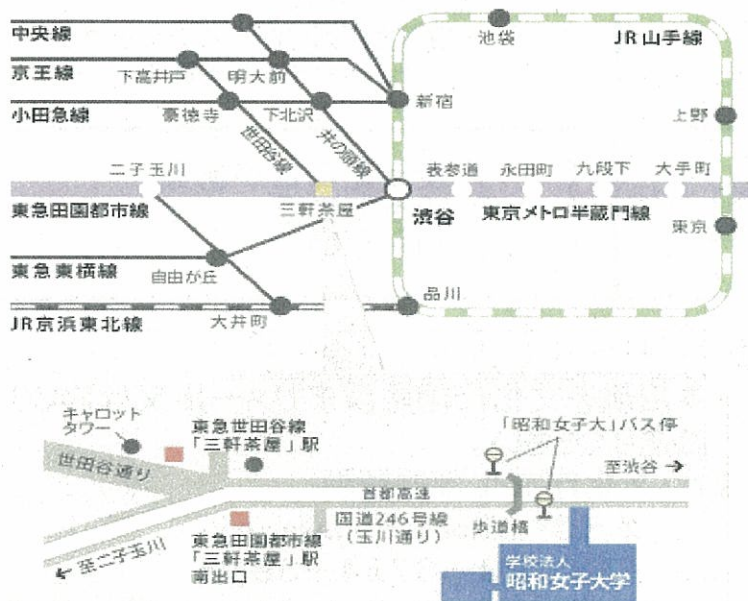 中央線
池袋
JR山手線
京王線
下高井戸
明大前
新宿
小田急線
豪徳寺
下北沢
上野
世田谷線
井の頭線
二子玉川
表参道
永田町
九段下
大手町
東急田園都市線
三軒茶屋
渋谷
東京メトロ半蔵門線
東京
東急東横線
自由が丘
品川
JR京浜東北線
大井町
キャロット
タワー
東急世田谷線
「三軒茶屋」駅
「昭和女子大」バス停
世田谷通り
至渋谷→
首都高速
国道246号線
(玉川通り)
歩道橋
←至二子玉川
東急田園都市線
「三軒茶屋」駅
南出口
学校法人
昭和女子大学